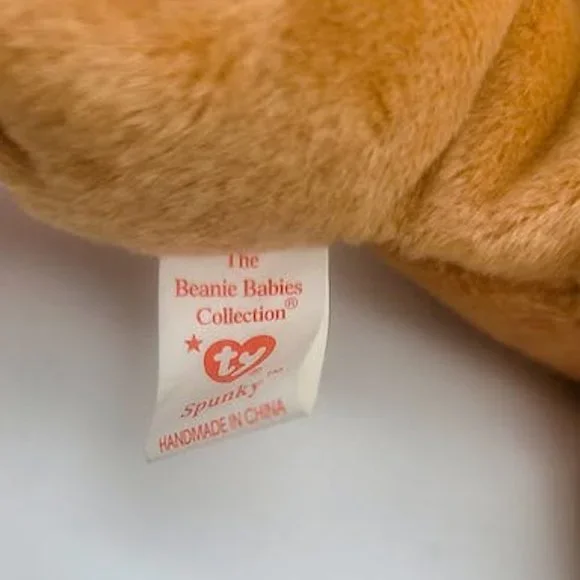 The
Beanie Babies
Collection®
★ ty®
Spunky™
HANDMADE IN CHINA